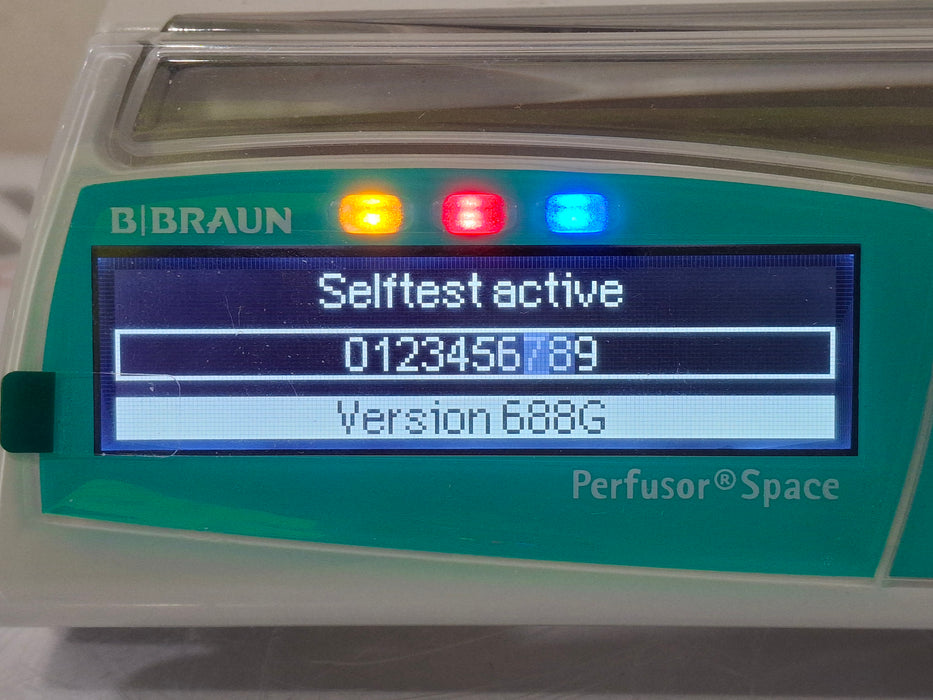 B|BRAUN
Selftest active
0123456789
Version 688G
Perfusor® Space